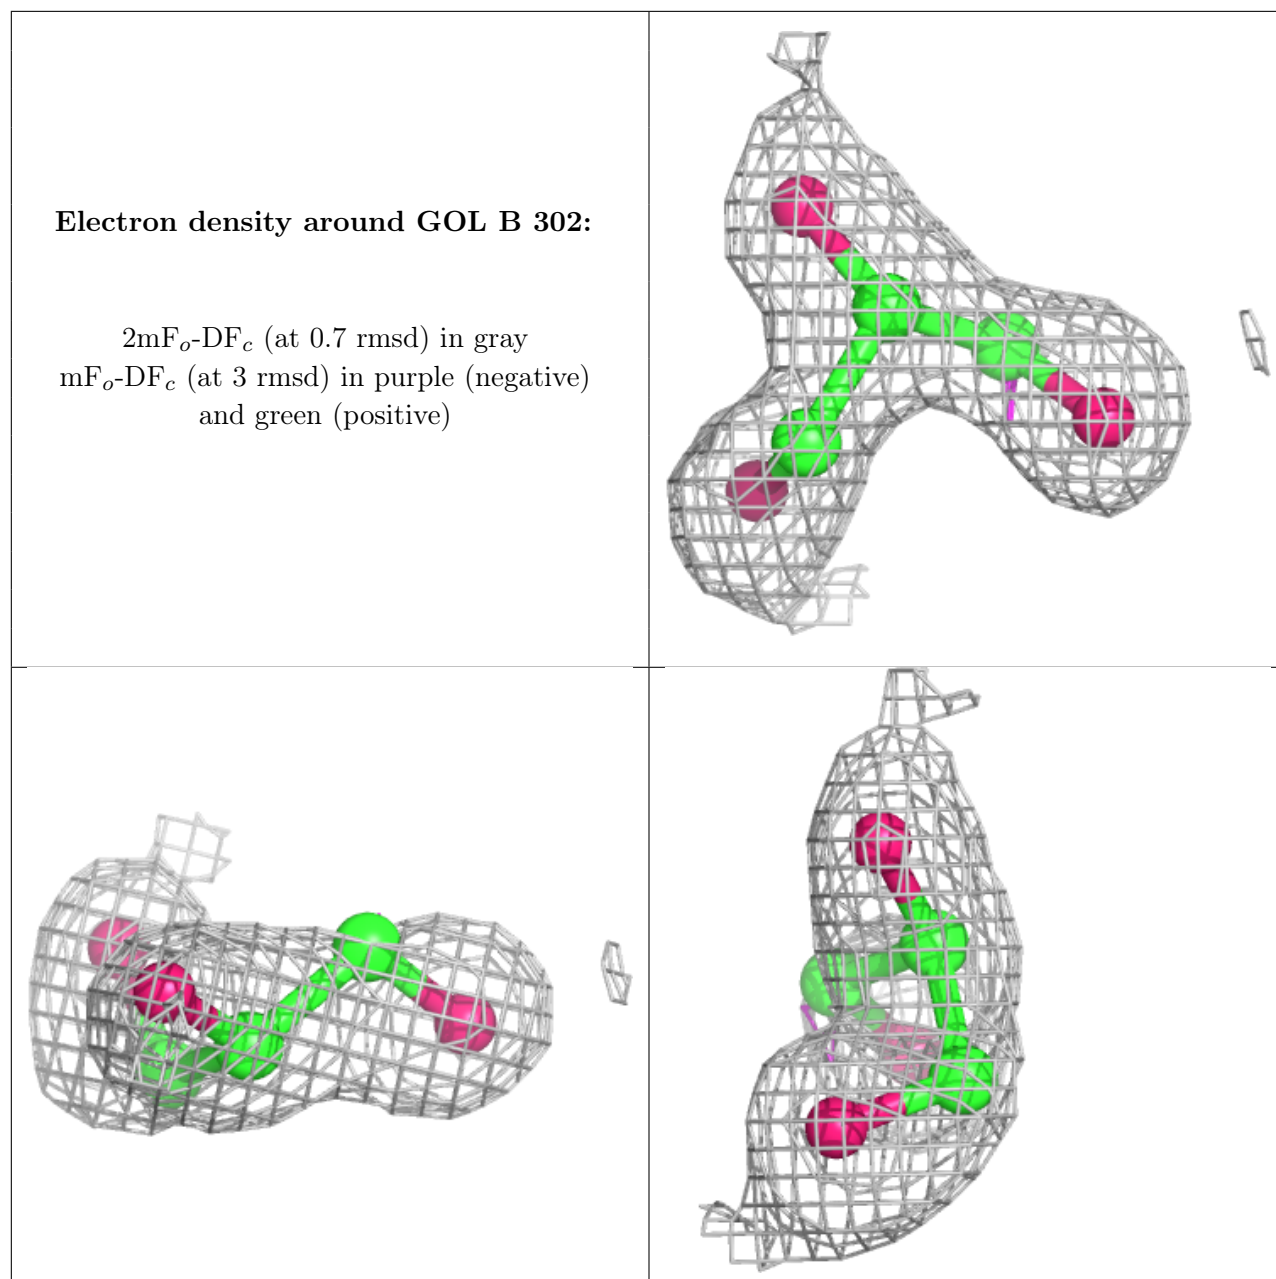 Electron density around GOL B 302:
2mFo-DFc (at 0.7 rmsd) in gray
mFo-DFc (at 3 rmsd) in purple (negative)
and green (positive)